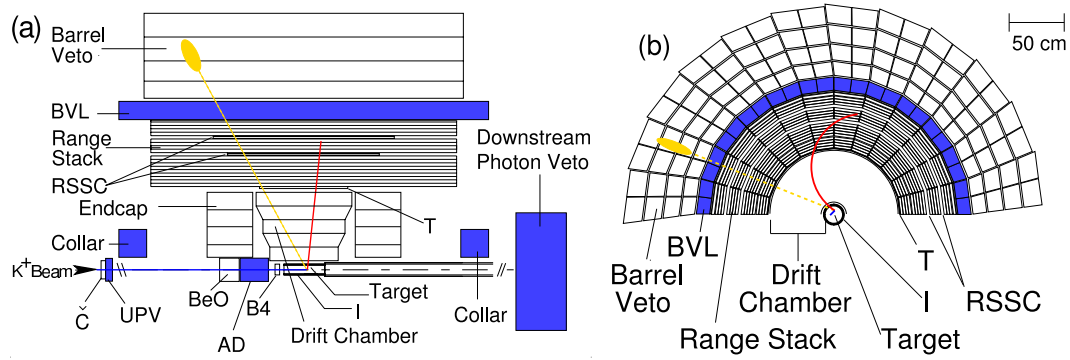 (a)
Barrel
Veto
BVL
Range
Stack
RSSC
Endcap
Collar
K+Beam
Č
UPV
BeO
AD
B4
I
Drift Chamber
Target
T
Collar
Downstream
Photon Veto
(b)
50 cm
BVL
Barrel
Veto
Drift
Chamber
Range Stack
T
I
RSSC
Target